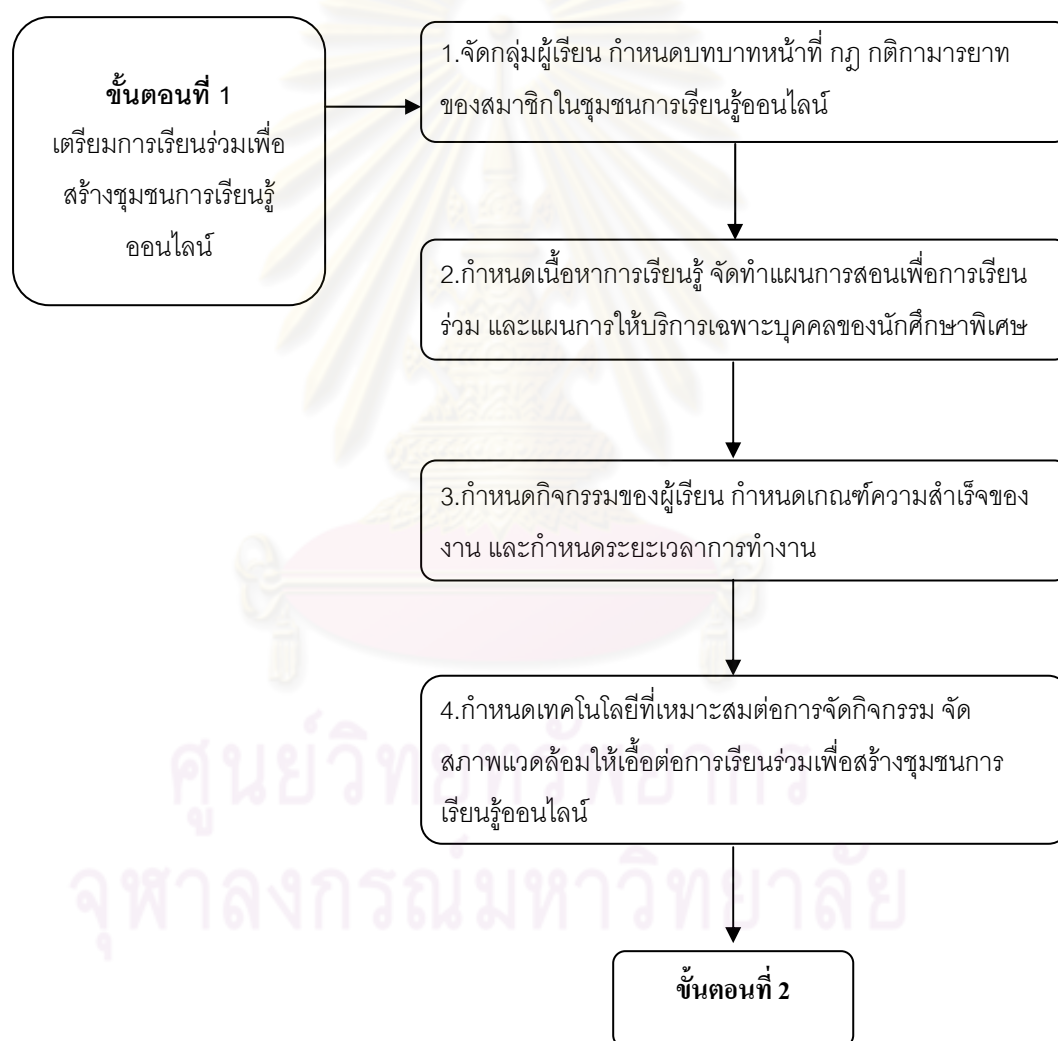 ขั้นตอนที่ 1
เตรียมการเรียนร่วมเพื่อ
สร้างชุมชนการเรียนรู้
ออนไลน์
1.จัดกลุ่มผู้เรียน กำหนดบทบาทหน้าที่ กฎ กติกามารยาท
ของสมาชิกในชุมชนการเรียนรู้ออนไลน์
2.กำหนดเนื้อหาการเรียนรู้ จัดทำแผนการสอนเพื่อการเรียน
ร่วม และแผนการให้บริการเฉพาะบุคคลของนักศึกษาพิเศษ
3.กำหนดกิจกรรมของผู้เรียน กำหนดเกณฑ์ความสำเร็จของ
งาน และกำหนดระยะเวลาการทำงาน
4.กำหนดเทคโนโลยีที่เหมาะสมต่อการจัดกิจกรรม จัด
สภาพแวดล้อมให้เอื้อต่อการเรียนร่วมเพื่อสร้างชุมชนการ
เรียนรู้ออนไลน์
ศูนย์วิทยทรัพยากร
จุฬาลงกรณ์มหาวิทยาลัย
ขั้นตอนที่ 2